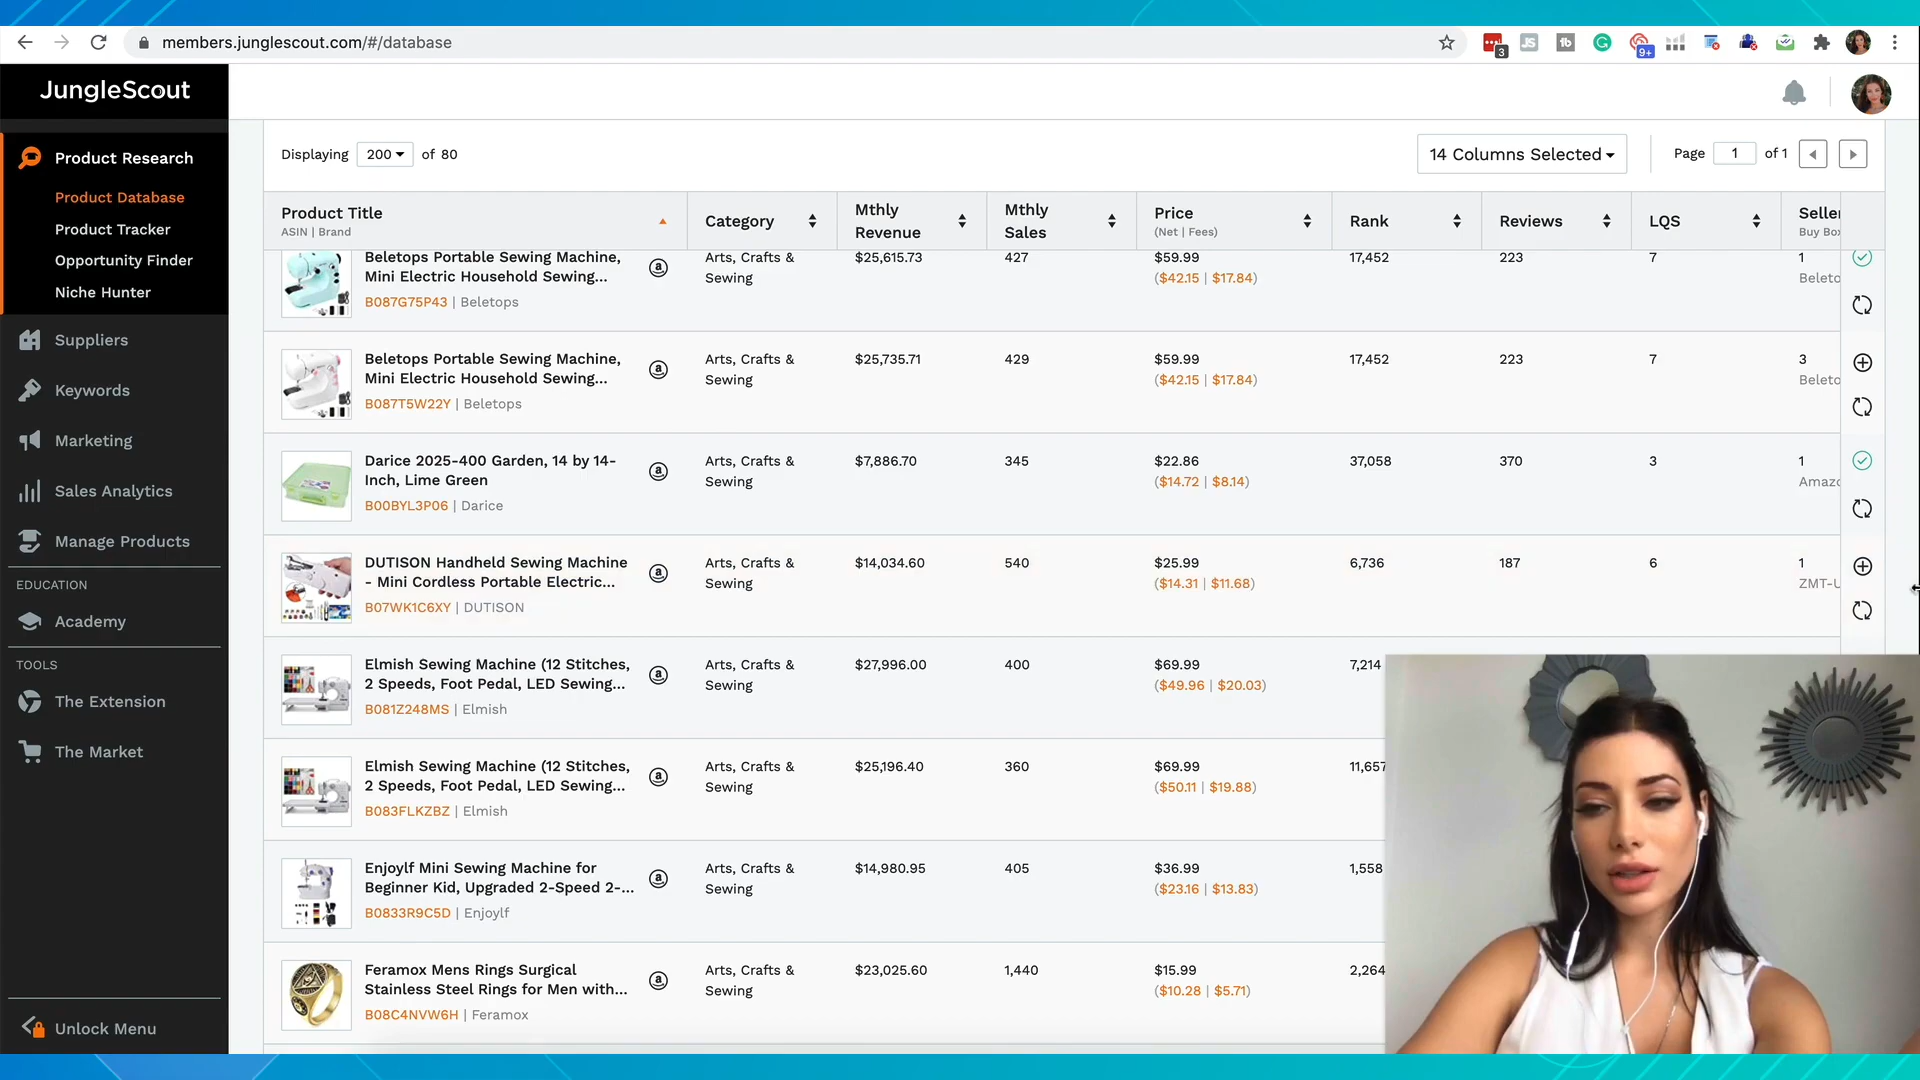 members.junglescout.com/#/database
3
JS
tb
9+
JungleScout
Product Research
Product Database
Product Tracker
Opportunity Finder
Niche Hunter
Suppliers
Keywords
Marketing
Sales Analytics
Manage Products
EDUCATION
Academy
TOOLS
The Extension
The Market
Unlock Menu
Displaying 200 of 80
14 Columns Selected
Page 1 of 1
Product Title
ASIN | Brand
Category
Mthly Revenue
Mthly Sales
Price
(Net | Fees)
Rank
Reviews
LQS
Seller
Buy Box
Beletops Portable Sewing Machine, Mini Electric Household Sewing...
B087G75P43 | Beletops
Arts, Crafts & Sewing
$25,615.73
427
$59.99
($42.15 | $17.84)
17,452
223
7
1
Beleto
Beletops Portable Sewing Machine, Mini Electric Household Sewing...
B087T5W22Y | Beletops
Arts, Crafts & Sewing
$25,735.71
429
$59.99
($42.15 | $17.84)
17,452
223
7
3
Beleto
Darice 2025-400 Garden, 14 by 14-Inch, Lime Green
B00BYL3P06 | Darice
Arts, Crafts & Sewing
$7,886.70
345
$22.86
($14.72 | $8.14)
37,058
370
3
1
Amazo
DUTISON Handheld Sewing Machine - Mini Cordless Portable Electric...
B07WK1C6XY | DUTISON
Arts, Crafts & Sewing
$14,034.60
540
$25.99
($14.31 | $11.68)
6,736
187
6
1
ZMT-U
Elmish Sewing Machine (12 Stitches, 2 Speeds, Foot Pedal, LED Sewing...
B081Z248MS | Elmish
Arts, Crafts & Sewing
$27,996.00
400
$69.99
($49.96 | $20.03)
7,214
Elmish Sewing Machine (12 Stitches, 2 Speeds, Foot Pedal, LED Sewing...
B083FLKZBZ | Elmish
Arts, Crafts & Sewing
$25,196.40
360
$69.99
($50.11 | $19.88)
11,657
Enjoylf Mini Sewing Machine for Beginner Kid, Upgraded 2-Speed 2-...
B0833R9C5D | Enjoylf
Arts, Crafts & Sewing
$14,980.95
405
$36.99
($23.16 | $13.83)
1,558
Feramox Mens Rings Surgical Stainless Steel Rings for Men with...
B08C4NVW6H | Feramox
Arts, Crafts & Sewing
$23,025.60
1,440
$15.99
($10.28 | $5.71)
2,264